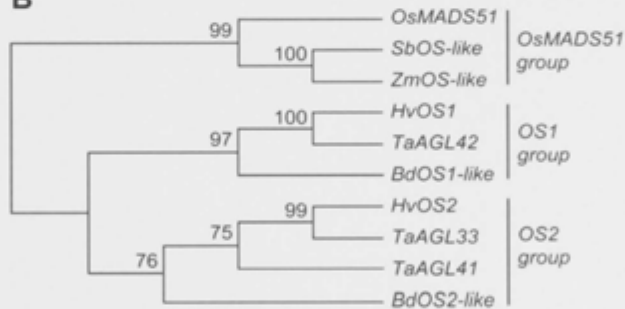 B
OsMADS51
99
SbOS-like
100
ZmOS-like
OsMADS51
group
HvOS1
100
TaAGL42
97
BdOS1-like
OS1
group
HvOS2
99
TaAGL33
75
TaAGL41
76
BdOS2-like
OS2
group